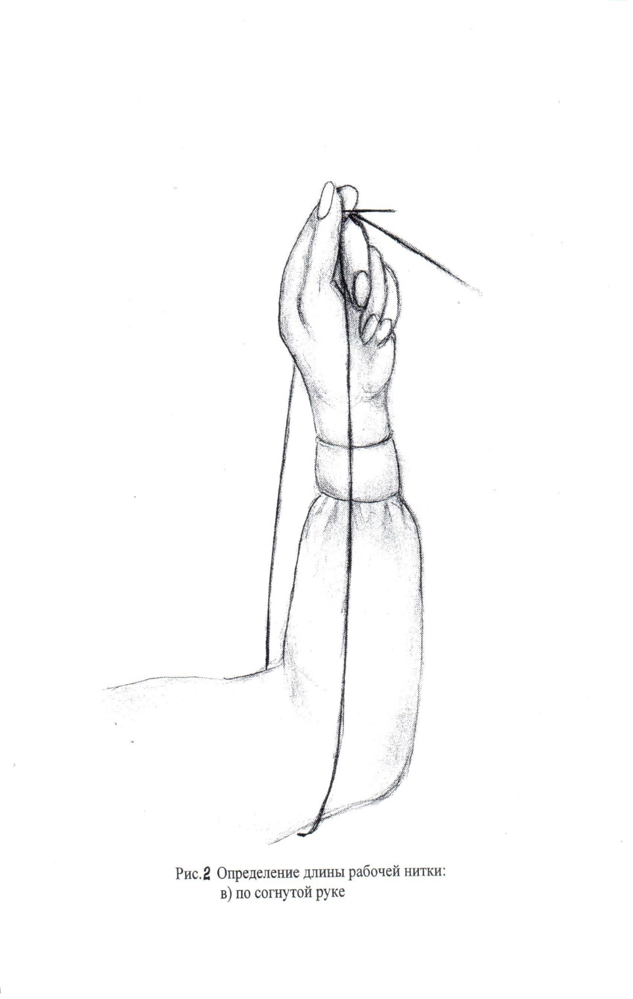 Рис.2 Определение длины рабочей нитки:
в) по согнутой руке